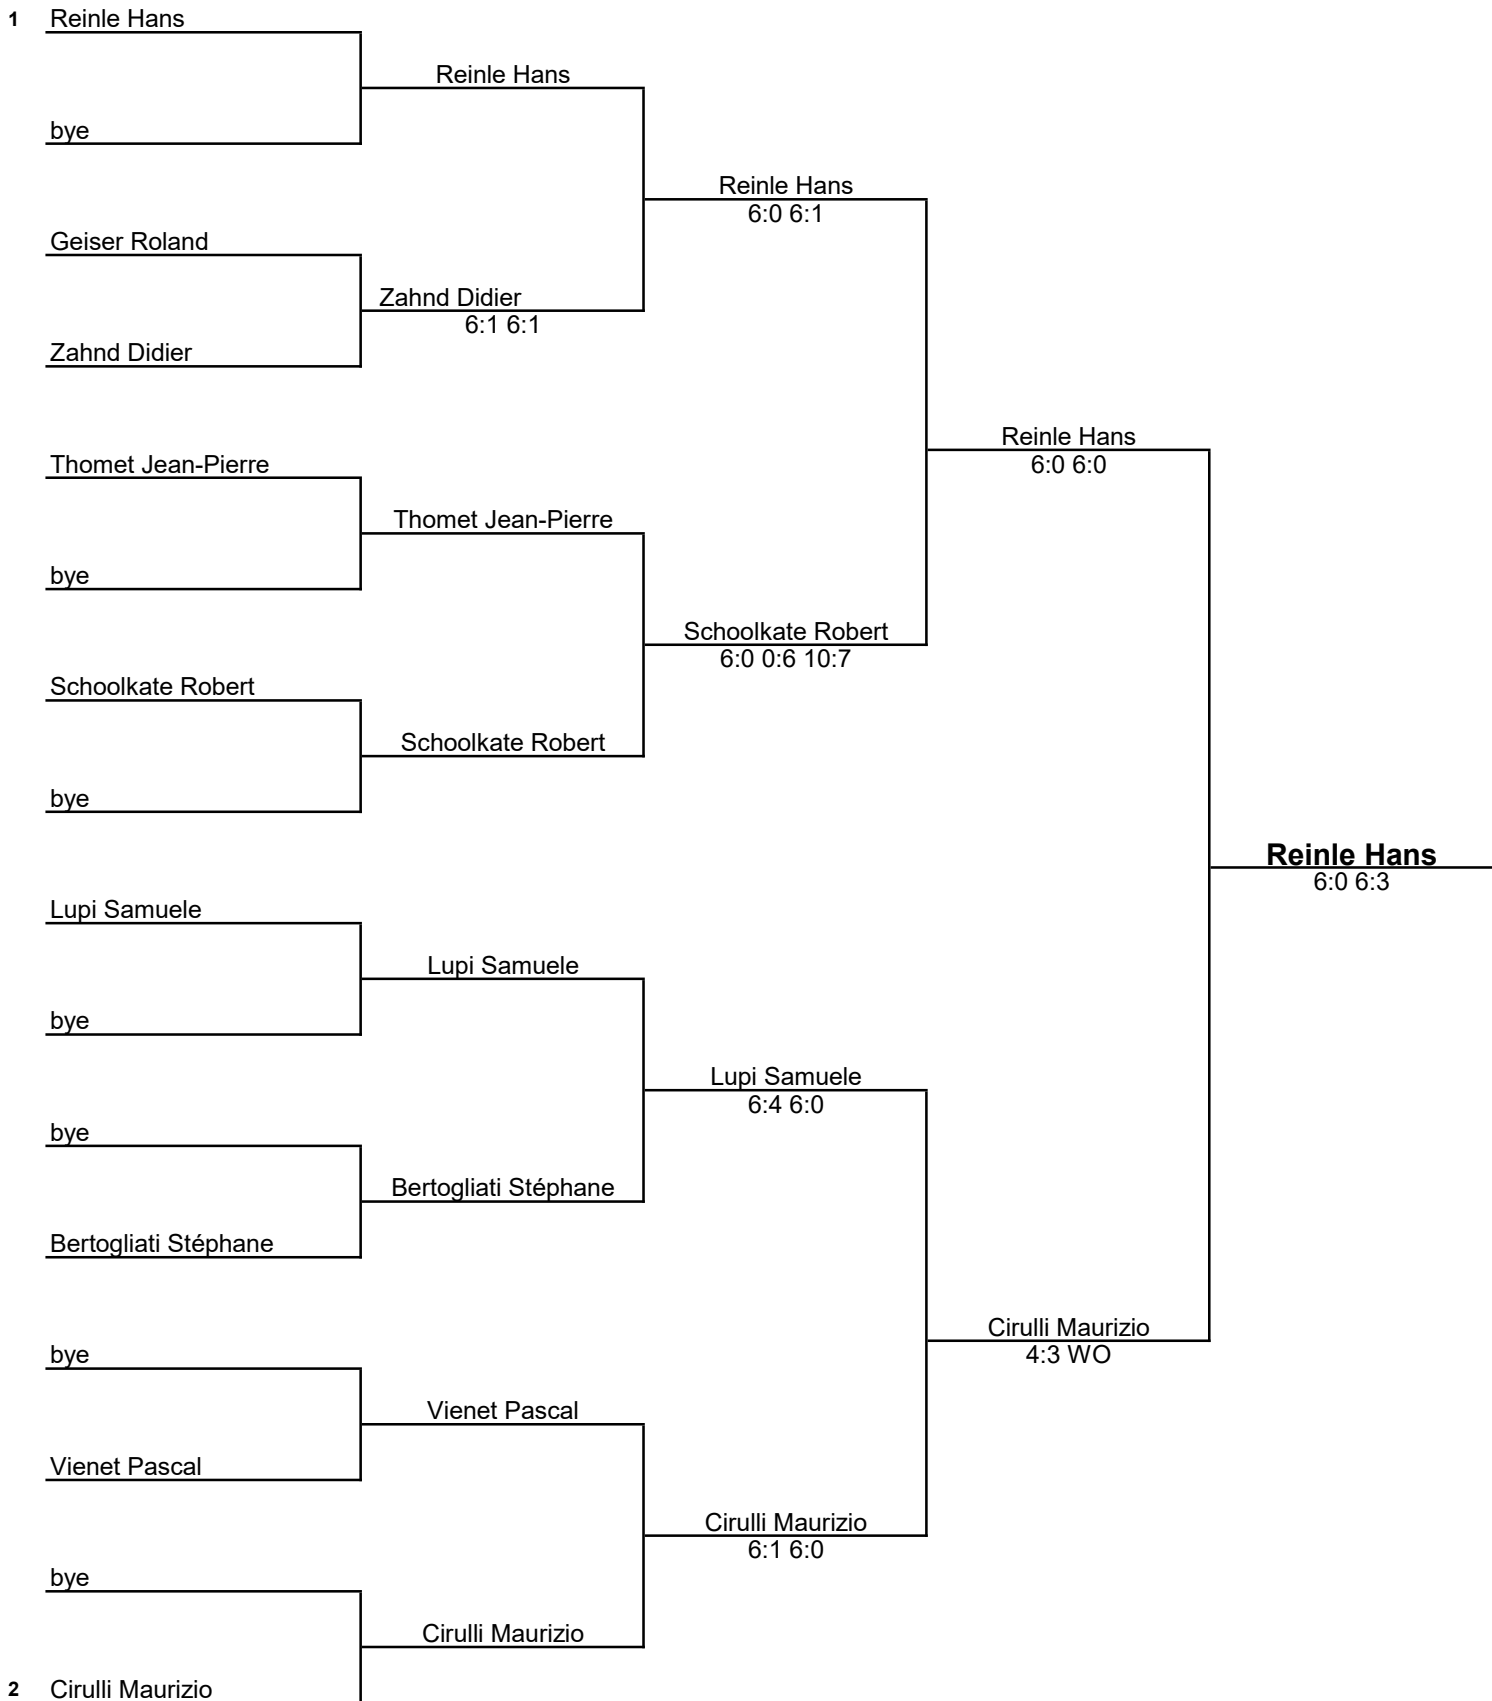 1 Reinle Hans
Reinle Hans
bye
Reinle Hans
6:0 6:1
Geiser Roland
Zahnd Didier
6:1 6:1
Zahnd Didier
Reinle Hans
6:0 6:0
Thomet Jean-Pierre
Thomet Jean-Pierre
bye
Schoolkate Robert
6:0 0:6 10:7
Schoolkate Robert
Schoolkate Robert
bye
Reinle Hans
6:0 6:3
Lupi Samuele
Lupi Samuele
bye
Lupi Samuele
6:4 6:0
bye
Bertogliati Stéphane
Bertogliati Stéphane
Cirulli Maurizio
4:3 WO
bye
Vienet Pascal
Vienet Pascal
Cirulli Maurizio
6:1 6:0
bye
Cirulli Maurizio
2 Cirulli Maurizio